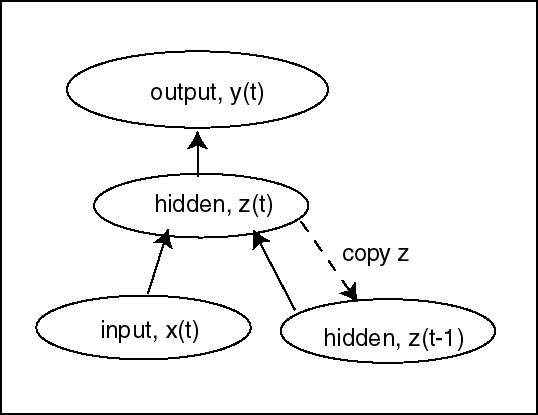 output, y(t)
hidden, z(t)
copy z
input, x(t)
hidden, z(t-1)